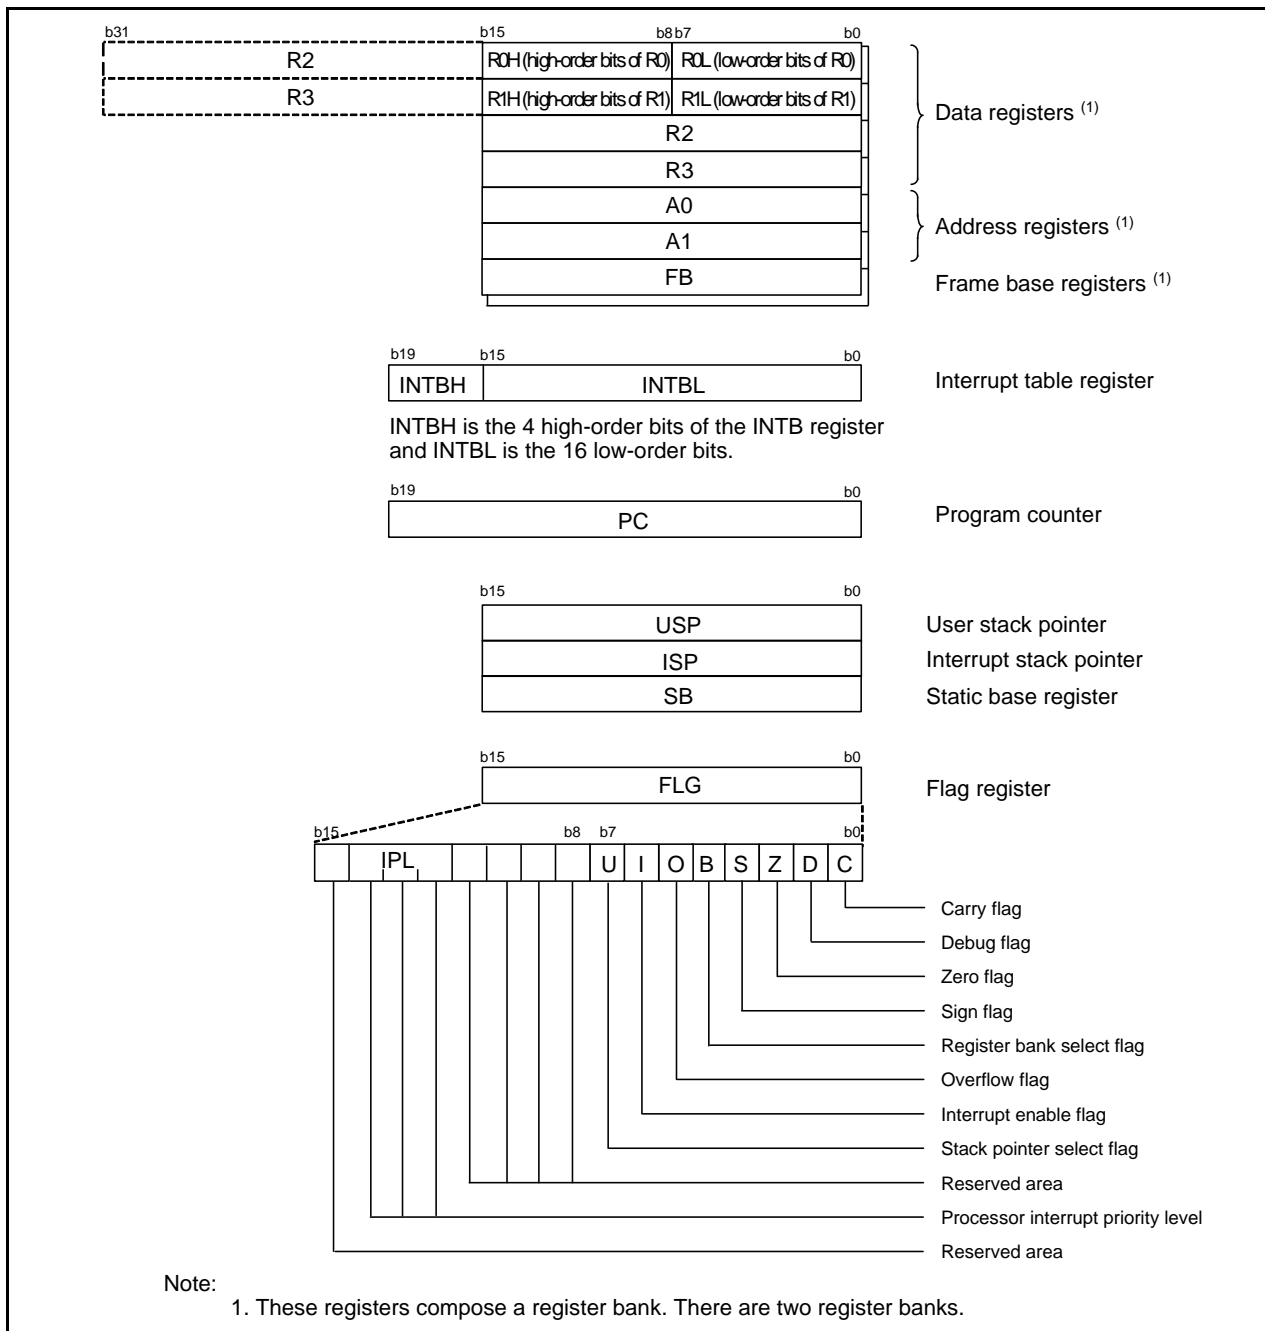 b31 b15 b8 b7 b0
R2 R0H (high-order bits of R0) R0L (low-order bits of R0)
R3 R1H (high-order bits of R1) R1L (low-order bits of R1)
Data registers (1)
R2
R3
A0
A1
Address registers (1)
FB
Frame base registers (1)
b19 b15 b0
INTBH INTBL Interrupt table register
INTBH is the 4 high-order bits of the INTB register
and INTBL is the 16 low-order bits.
b19 b0
PC Program counter
b15 b0
USP User stack pointer
ISP Interrupt stack pointer
SB Static base register
b15 b0
FLG Flag register
b15 b8 b7 b0
IPL U I O B S Z D C
Carry flag
Debug flag
Zero flag
Sign flag
Register bank select flag
Overflow flag
Interrupt enable flag
Stack pointer select flag
Reserved area
Processor interrupt priority level
Reserved area
Note:
1. These registers compose a register bank. There are two register banks.